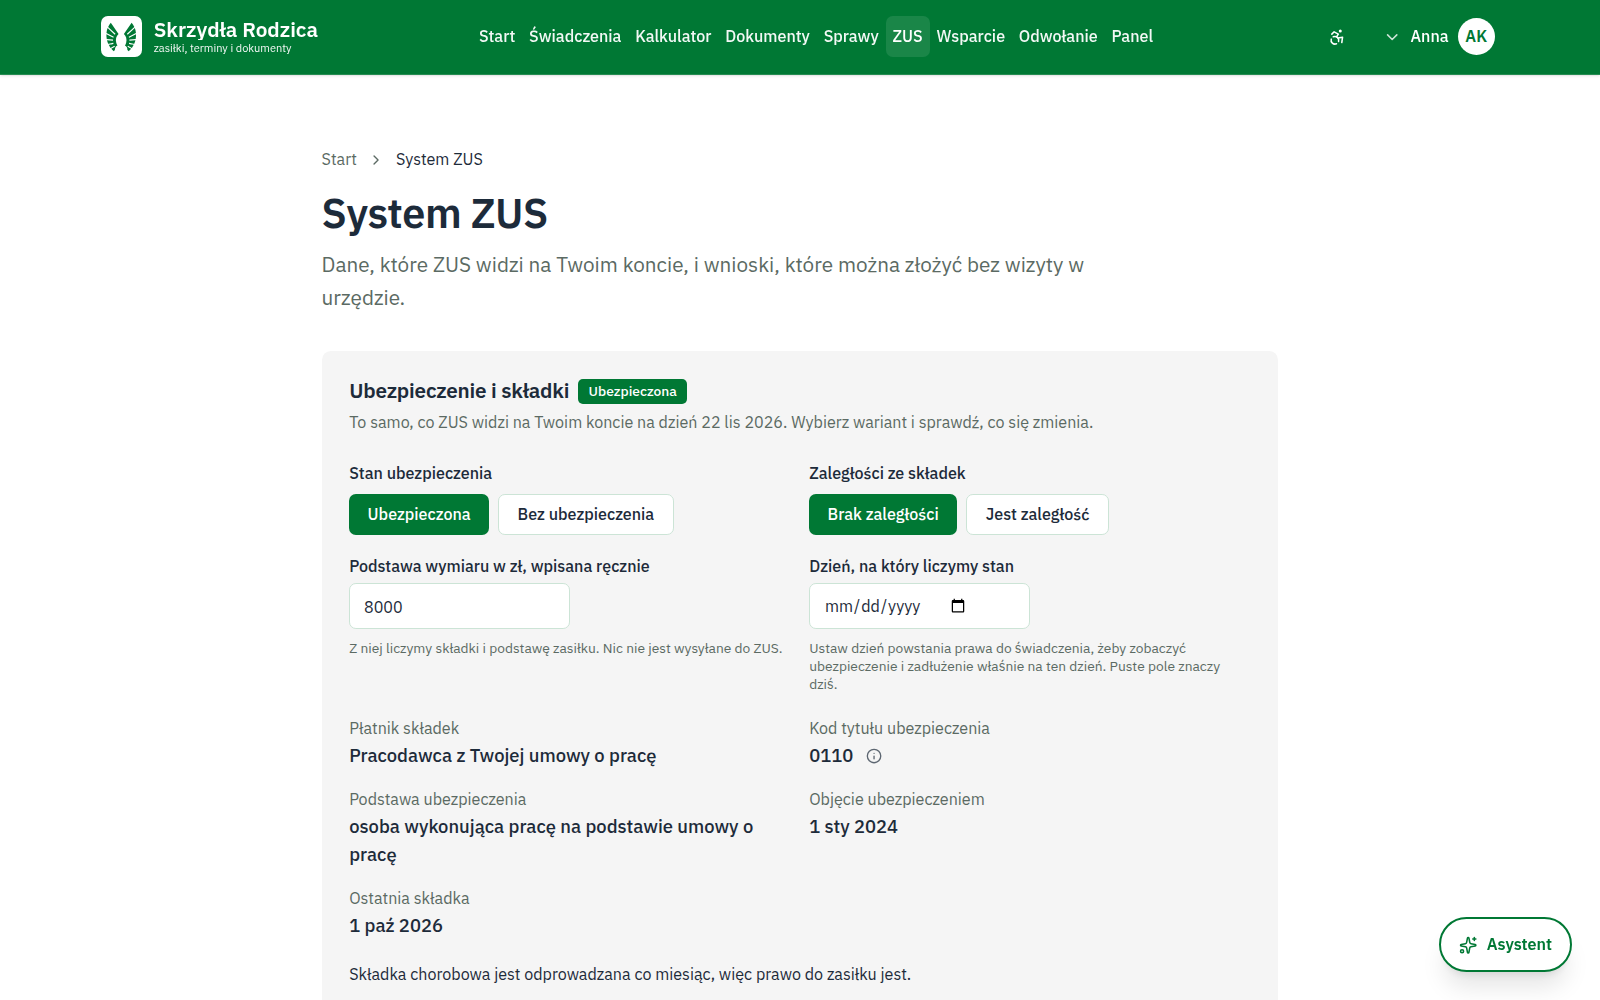 Skrzydła Rodzica
zasiłki, terminy i dokumenty
Start Świadczenia Kalkulator Dokumenty Sprawy ZUS Wsparcie Odwołanie Panel
Anna AK
Start > System ZUS
System ZUS
Dane, które ZUS widzi na Twoim koncie, i wnioski, które można złożyć bez wizyty w
urzędzie.
Ubezpieczenie i składki Ubezpieczona
To samo, co ZUS widzi na Twoim koncie na dzień 22 lis 2026. Wybierz wariant i sprawdź, co się zmienia.
Stan ubezpieczenia
Ubezpieczona Bez ubezpieczenia
Zaległości ze składek
Brak zaległości Jest zaległość
Podstawa wymiaru w zł, wpisana ręcznie
8000
Z niej liczymy składki i podstawę zasiłku. Nic nie jest wysyłane do ZUS.
Dzień, na który liczymy stan
mm/dd/yyyy
Ustaw dzień powstania prawa do świadczenia, żeby zobaczyć
ubezpieczenie i zadłużenie właśnie na ten dzień. Puste pole znaczy
dziś.
Płatnik składek
Pracodawca z Twojej umowy o pracę
Kod tytułu ubezpieczenia
0110
Podstawa ubezpieczenia
osoba wykonująca pracę na podstawie umowy o
pracę
Objęcie ubezpieczeniem
1 sty 2024
Ostatnia składka
1 paź 2026
Składka chorobowa jest odprowadzana co miesiąc, więc prawo do zasiłku jest.
Asystent